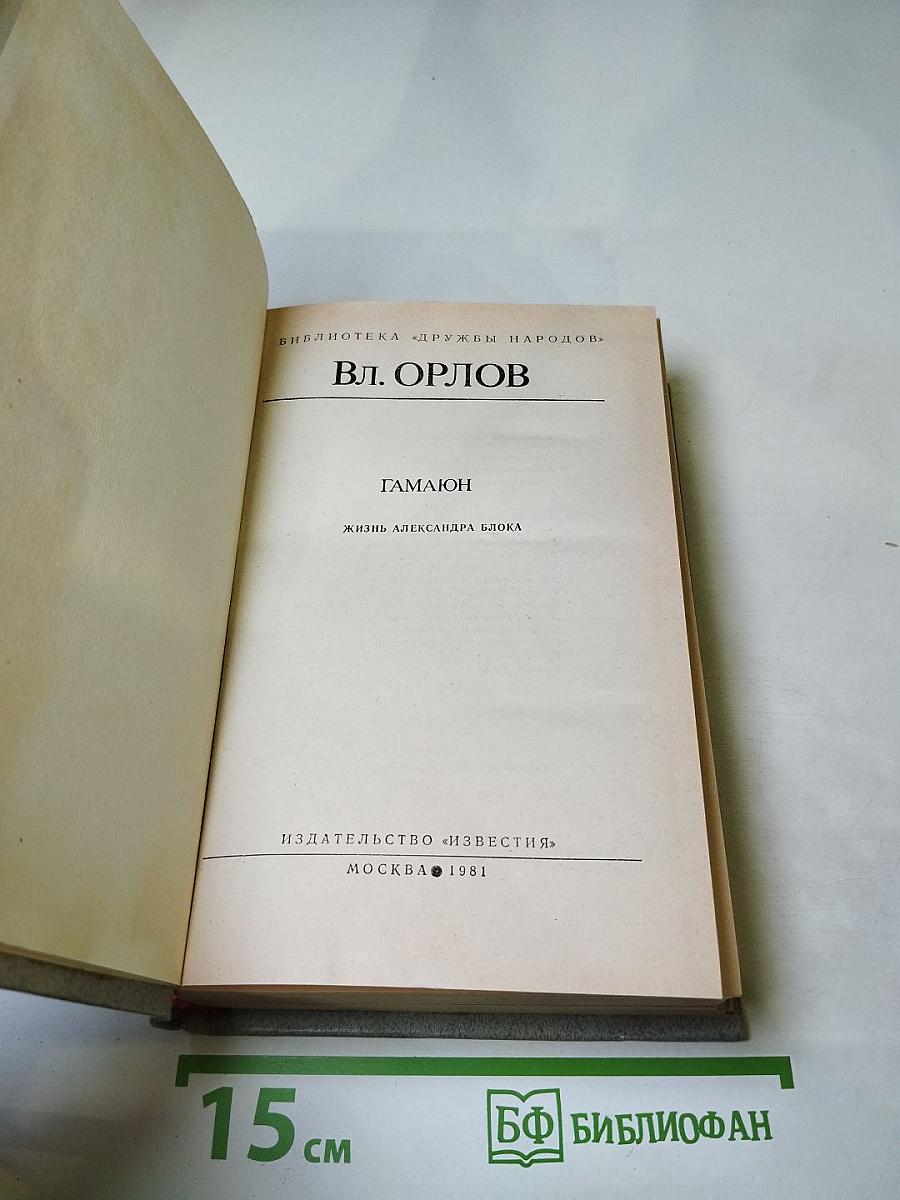 БИБЛИОТЕКА «ДРУЖБЫ НАРОДОВ»
Вл. ОРЛОВ
ГАМАЮН
ЖИЗНЬ АЛЕКСАНДРА БЛОКА
ИЗДАТЕЛЬСТВО «ИЗВЕСТИЯ»
МОСКВА ● 1981
15 см
БФ БИБЛИОФАН